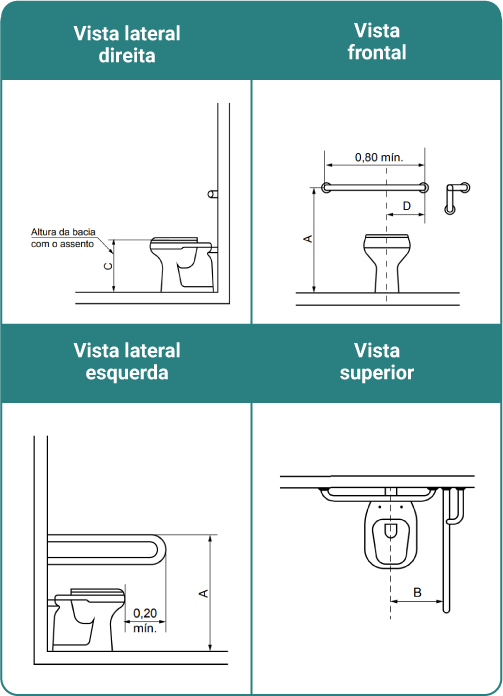 Vista lateral
direita
Vista
frontal
Altura da bacia
com o assento
C
0,80 mín.
D
A
Vista lateral
esquerda
Vista
superior
0,20
mín.
A
B